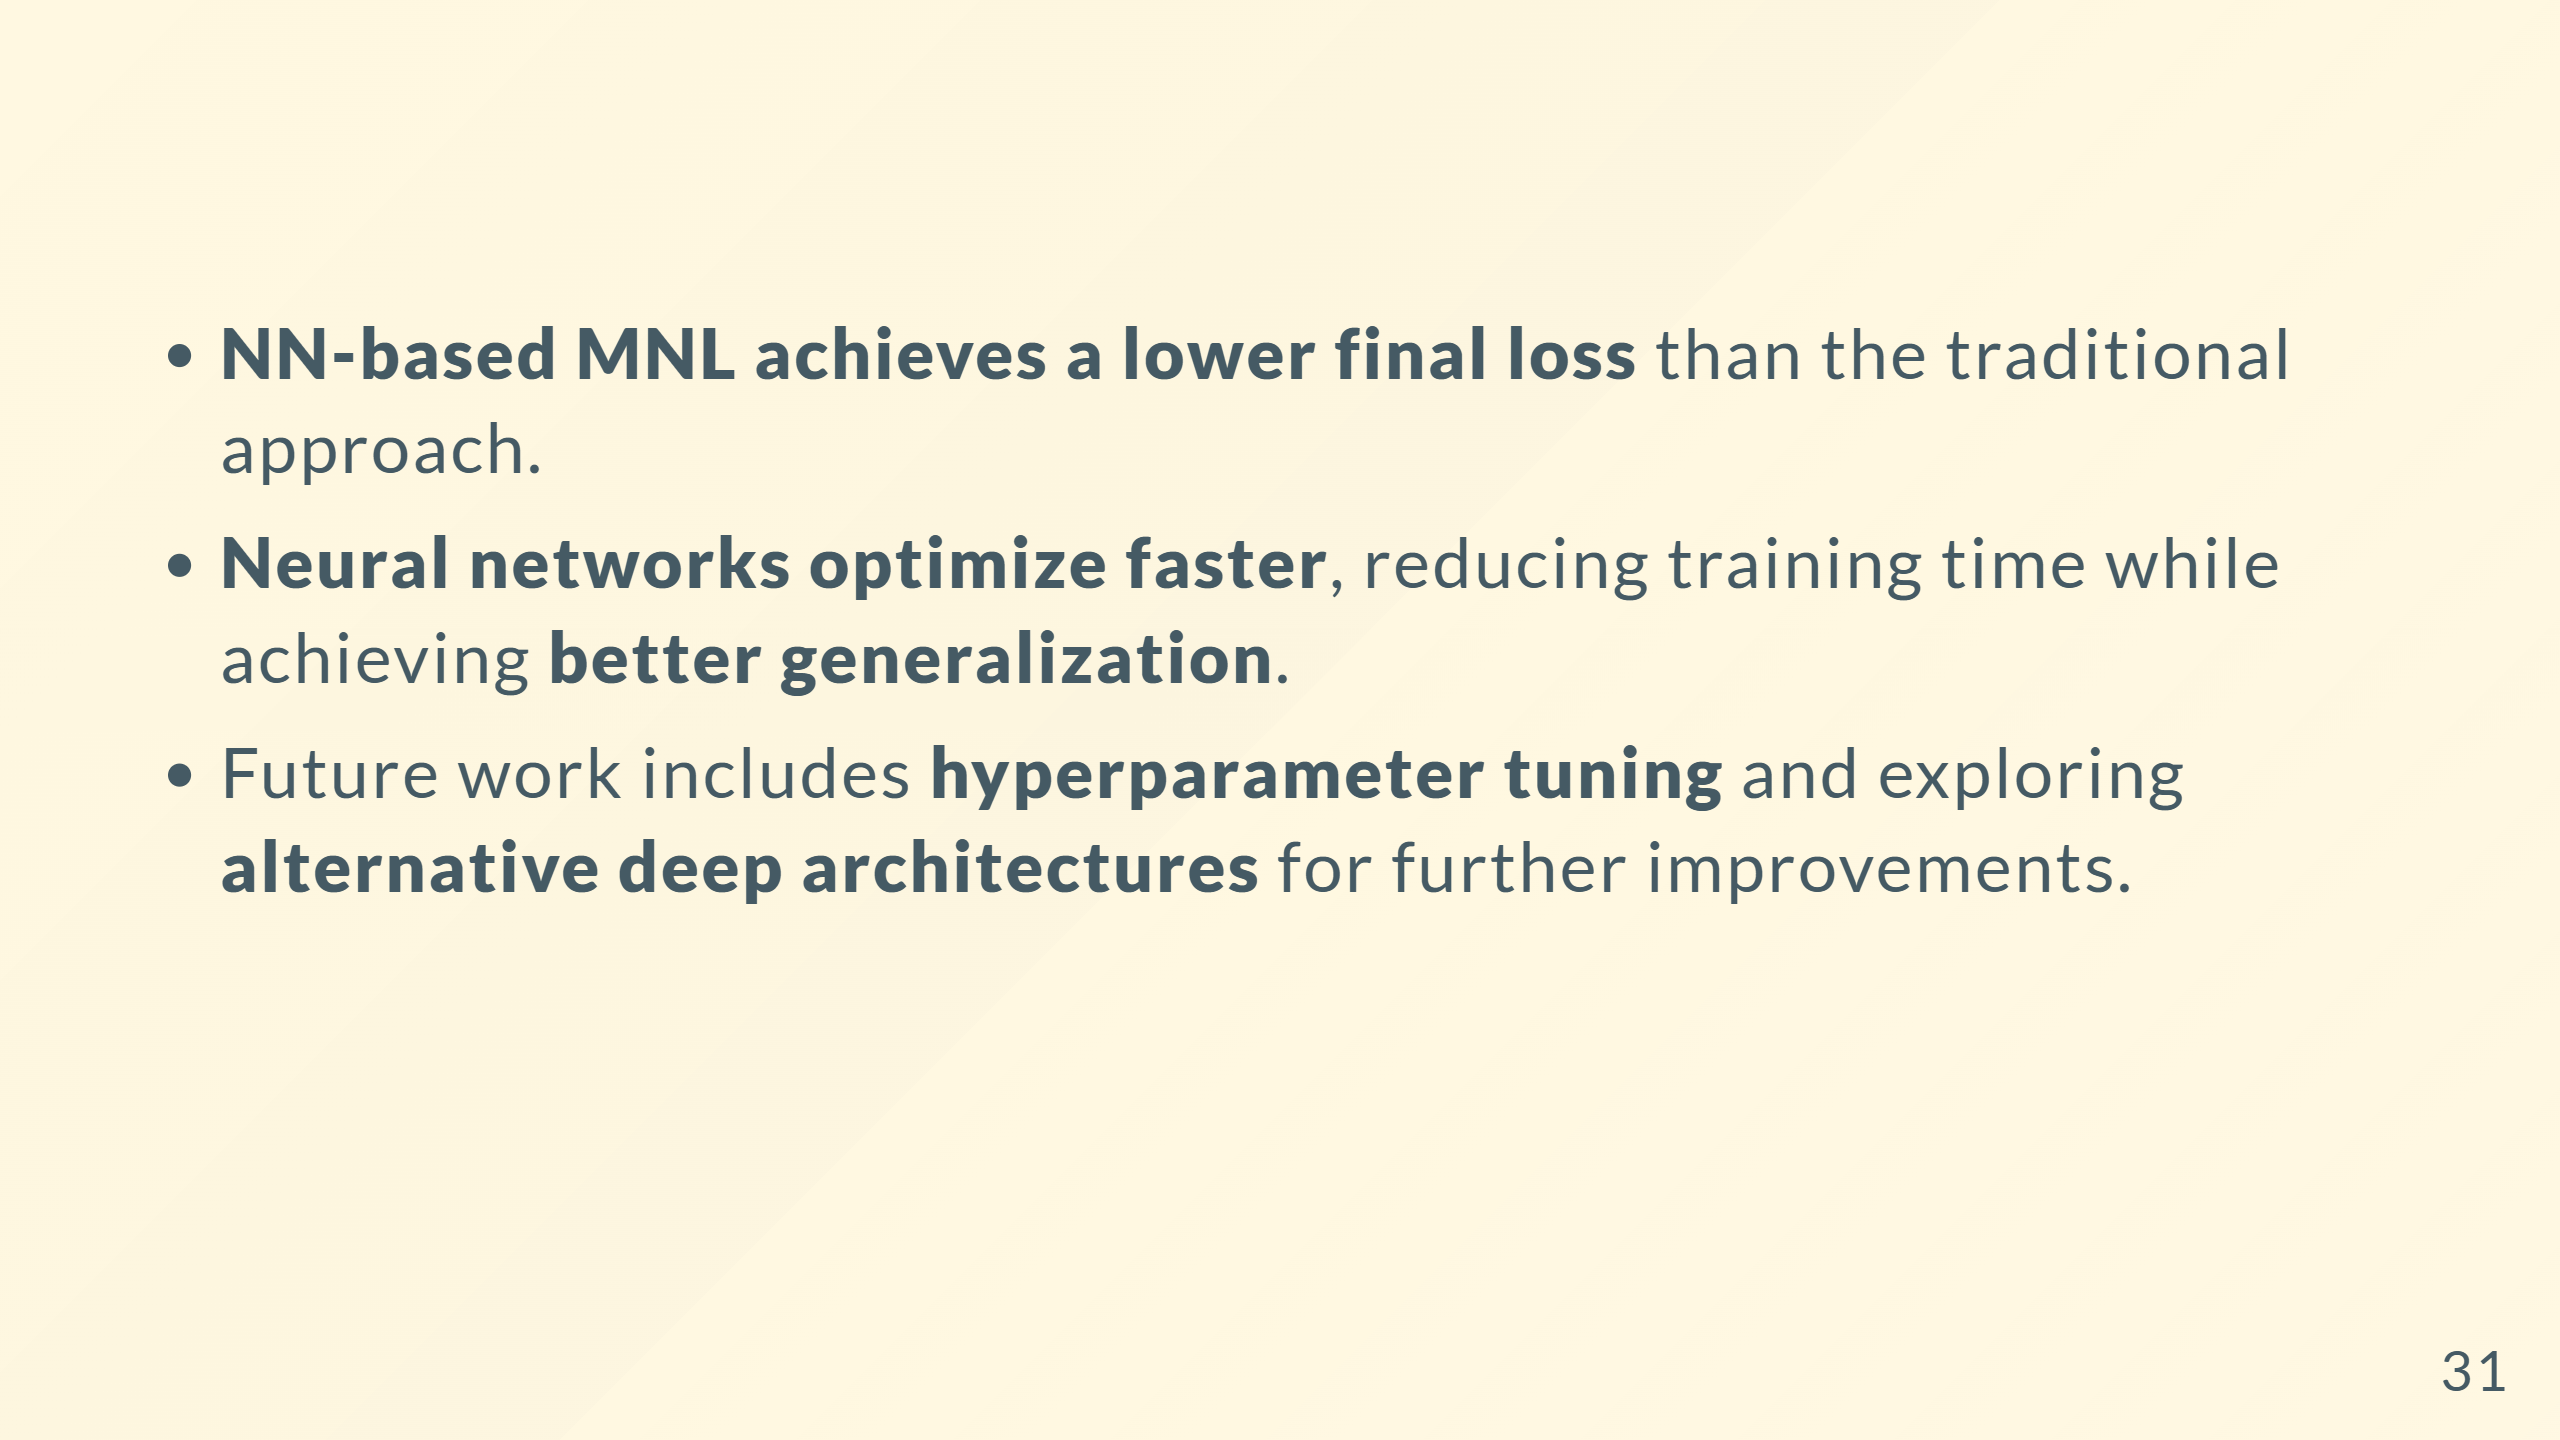 • NN-based MNL achieves a lower final loss than the traditional
approach.
• Neural networks optimize faster, reducing training time while
achieving better generalization.
• Future work includes hyperparameter tuning and exploring
alternative deep architectures for further improvements.
31